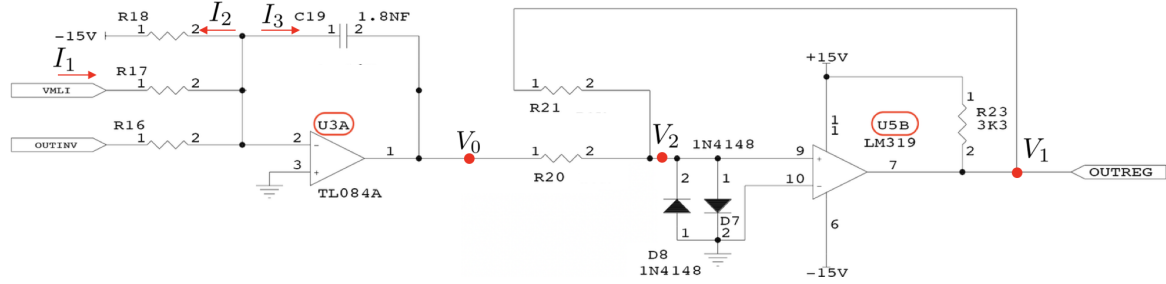 R18
I2
I3
C19
1.8NF
1
2
-15V
1
2
I1
R17
VMLI
1
2
+15V
1
2
R21
R16
OUTINV
1
2
2
-
U3A
1
3
+
TL084A
V0
1
2
R20
V2
1N4148
9
+
10
-
1
1
U5B
LM319
7
6
1
R23
3K3
2
V1
OUTREG
2
1
D7
1
2
D8
1N4148
-15V